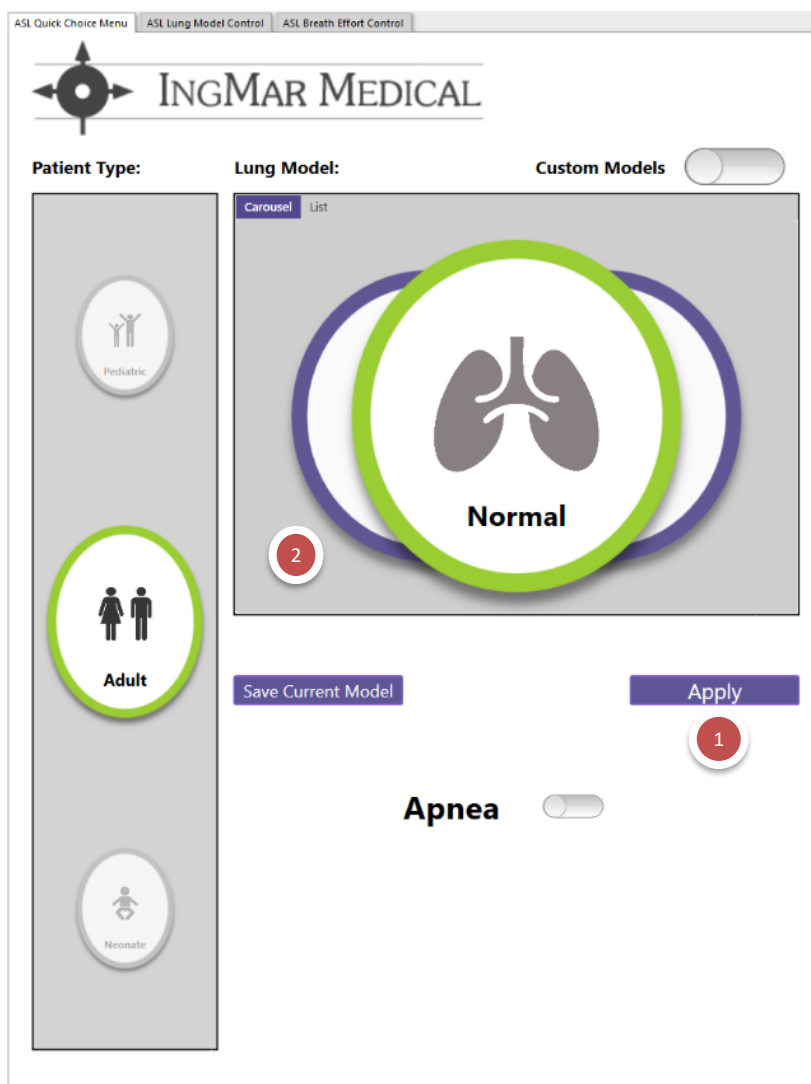 ASL Quick Choice Menu ASL Lung Model Control ASL Breath Effort Control
INGMAR MEDICAL
Patient Type: Lung Model: Custom Models
Carousel List
Pediatric
Normal
2
Adult
Save Current Model Apply
1
Apnea
Neonate